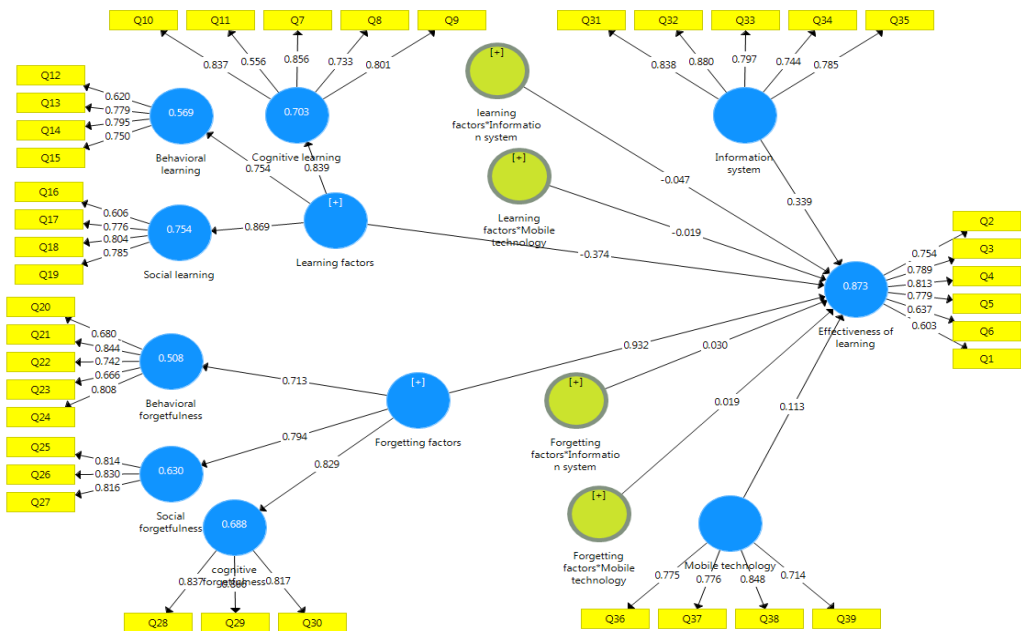 Q10 Q11 Q7 Q8 Q9
Q31 Q32 Q33 Q34 Q35
0.837 0.556 0.856 0.733 0.801
0.838 0.880 0.797 0.744 0.785
Q12
Q13
Q14
Q15
0.620
0.779
0.795
0.750
0.569
Behavioral
learning
0.703
Cognitive learning
[+]
learning
factors*Informatio
n system
Information
system
0.754
0.839
[+]
Learning
factors*Mobile
technology
-0.047
-0.019
0.339
Q16
Q17
Q18
Q19
0.606
0.776
0.804
0.785
0.754
Social learning
0.869
[+]
Learning factors
-0.374
0.873
Effectiveness of
learning
0.754
0.789
0.813
0.779
0.637
0.603
Q2
Q3
Q4
Q5
Q6
Q1
Q20
Q21
Q22
Q23
Q24
0.680
0.844
0.742
0.666
0.808
0.508
Behavioral
forgetfulness
0.713
[+]
Forgetting factors
0.932
0.030
[+]
Forgetting
factors*Informatio
n system
0.019
0.113
Q25
Q26
Q27
0.814
0.830
0.816
0.630
Social
forgetfulness
0.794
0.829
0.688
cognitive
forgetfulness
0.837 0.817
Q28 Q29 Q30
[+]
Forgetting
factors*Mobile
technology
Mobile technology
0.775 0.776 0.848 0.714
Q36 Q37 Q38 Q39